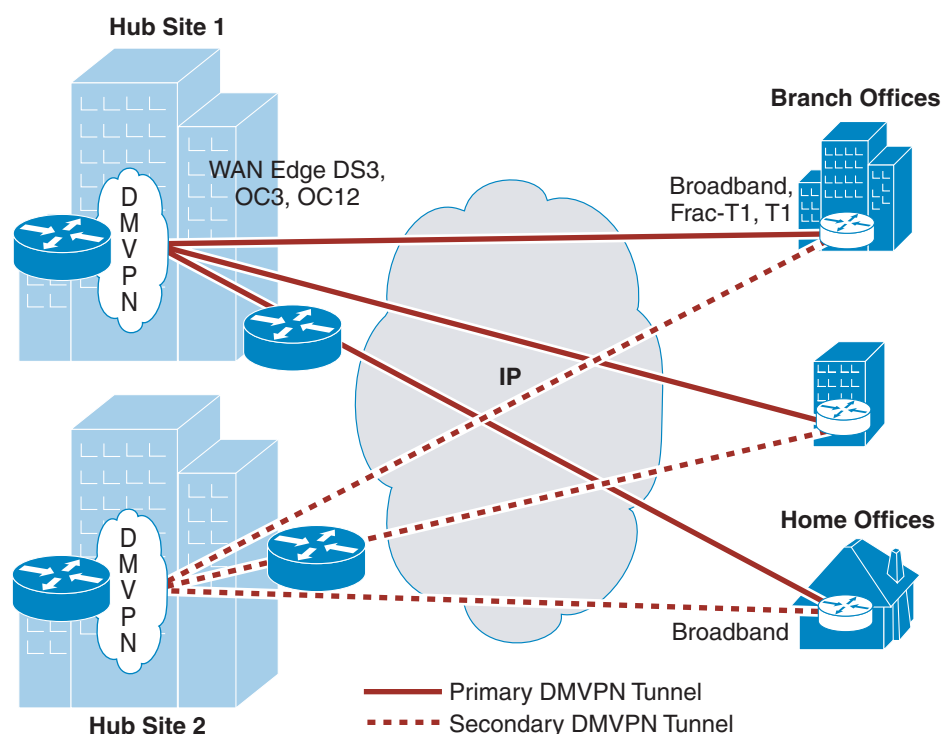 Hub Site 1
Branch Offices
WAN Edge DS3,
OC3, OC12
Broadband,
Frac-T1, T1
D
M
V
P
N
IP
Home Offices
D
M
V
P
N
Broadband
Primary DMVPN Tunnel
Secondary DMVPN Tunnel
Hub Site 2